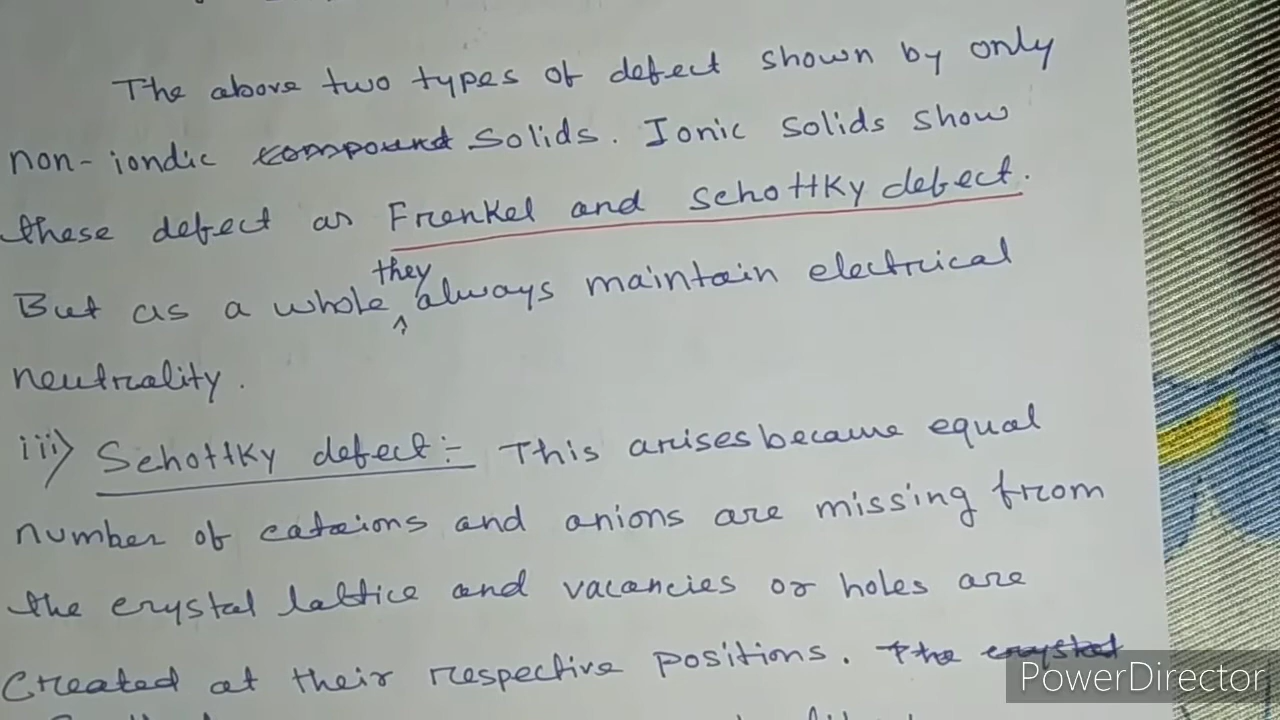 The above two types of defect shown by only
non-iondic compound solids. Ionic solids show
these defect as Frenkel and Schottky defect.
But as a whole they always maintain electrical
neutrality.
iii) Schottky defect:- This arises because equal
number of cataions and anions are missing from
the crystal lattice and vacancies or holes are
created at their respective positions. The crystal
PowerDirector